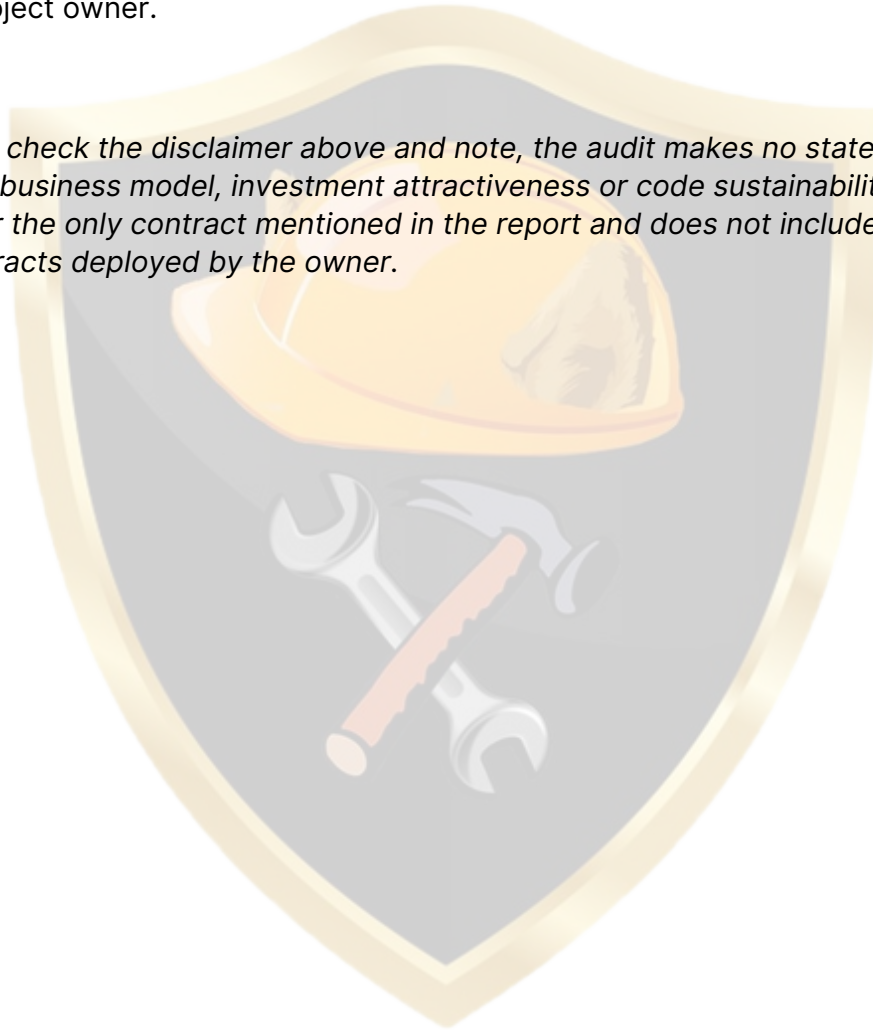 ject owner.
check the disclaimer above and note, the audit makes no state
business model, investment attractiveness or code sustainabilit
the only contract mentioned in the report and does not include
racts deployed by the owner.